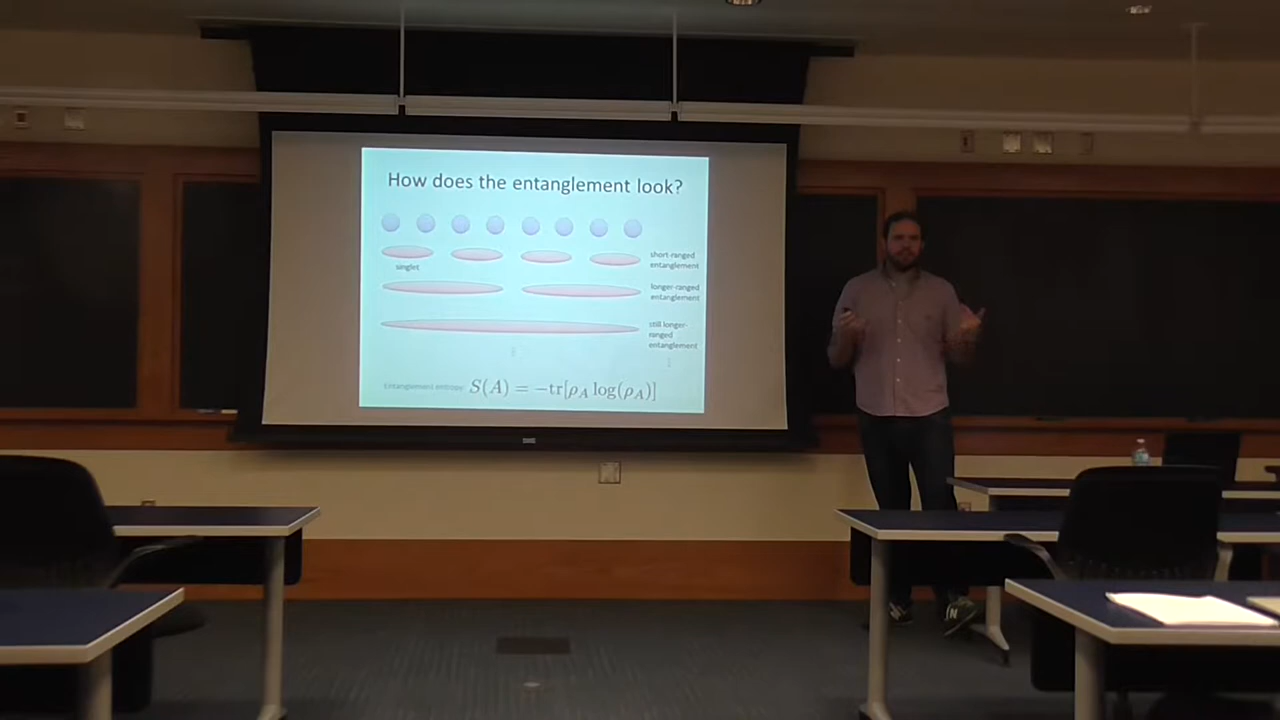 How does the entanglement look?
singlet
short-ranged
entanglement
longer-ranged
entanglement
still longer-
ranged
entanglement
Entanglement entropy: S(A) = −tr[ρ_A log(ρ_A)]
N